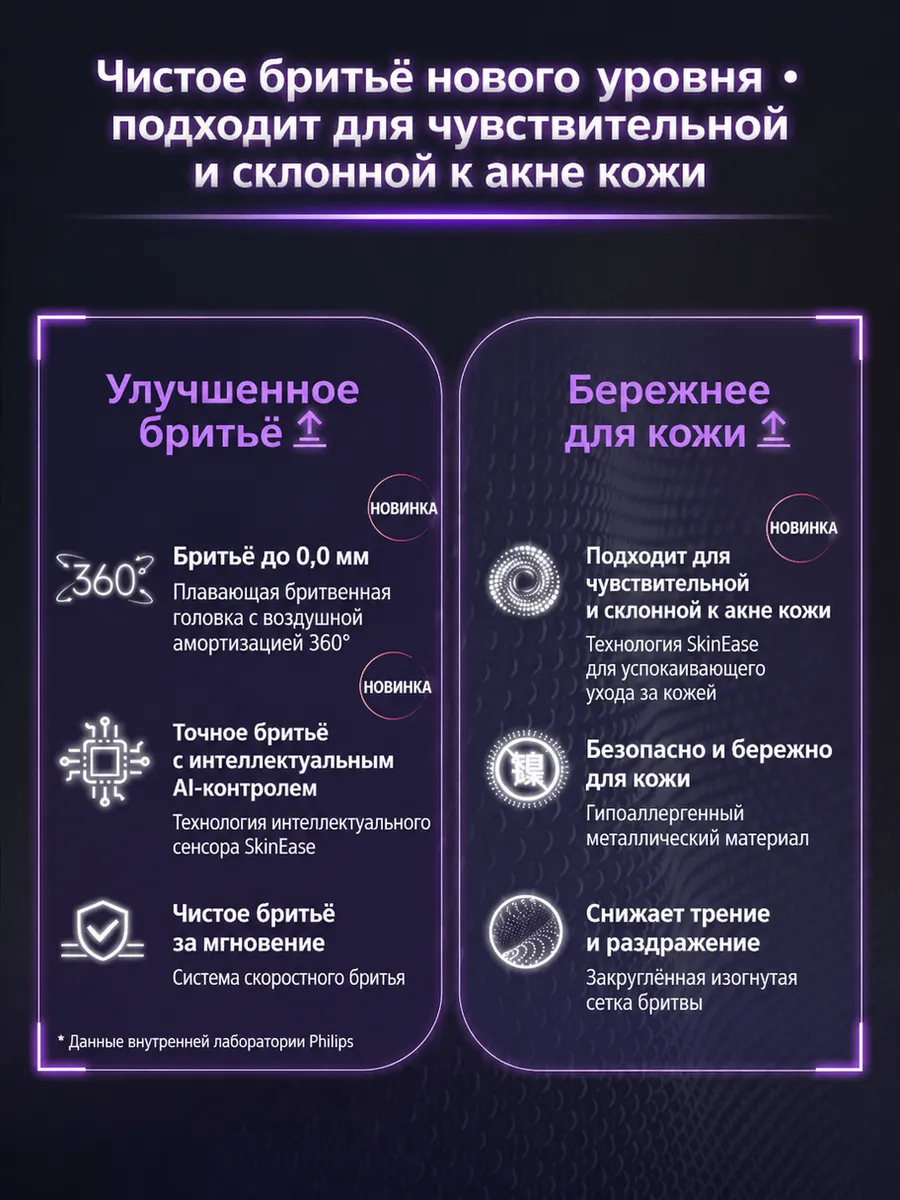 Чистое бритьё нового уровня •
подходит для чувствительной
и склонной к акне кожи
Улучшенное
бритьё
НОВИНКА
360°
Бритьё до 0,0 мм
Плавающая бритвенная
головка с воздушной
амортизацией 360°
НОВИНКА
Точное бритьё
с интеллектуальным
AI-контролем
Технология интеллектуального
сенсора SkinEase
Чистое бритьё
за мгновение
Система скоростного бритья
* Данные внутренней лаборатории Philips
Бережнее
для кожи
НОВИНКА
Подходит для
чувствительной
и склонной к акне кожи
Технология SkinEase
для успокаивающего
ухода за кожей
镍
Безопасно и бережно
для кожи
Гипоаллергенный
металлический материал
Снижает трение
и раздражение
Закруглённая изогнутая
сетка бритвы